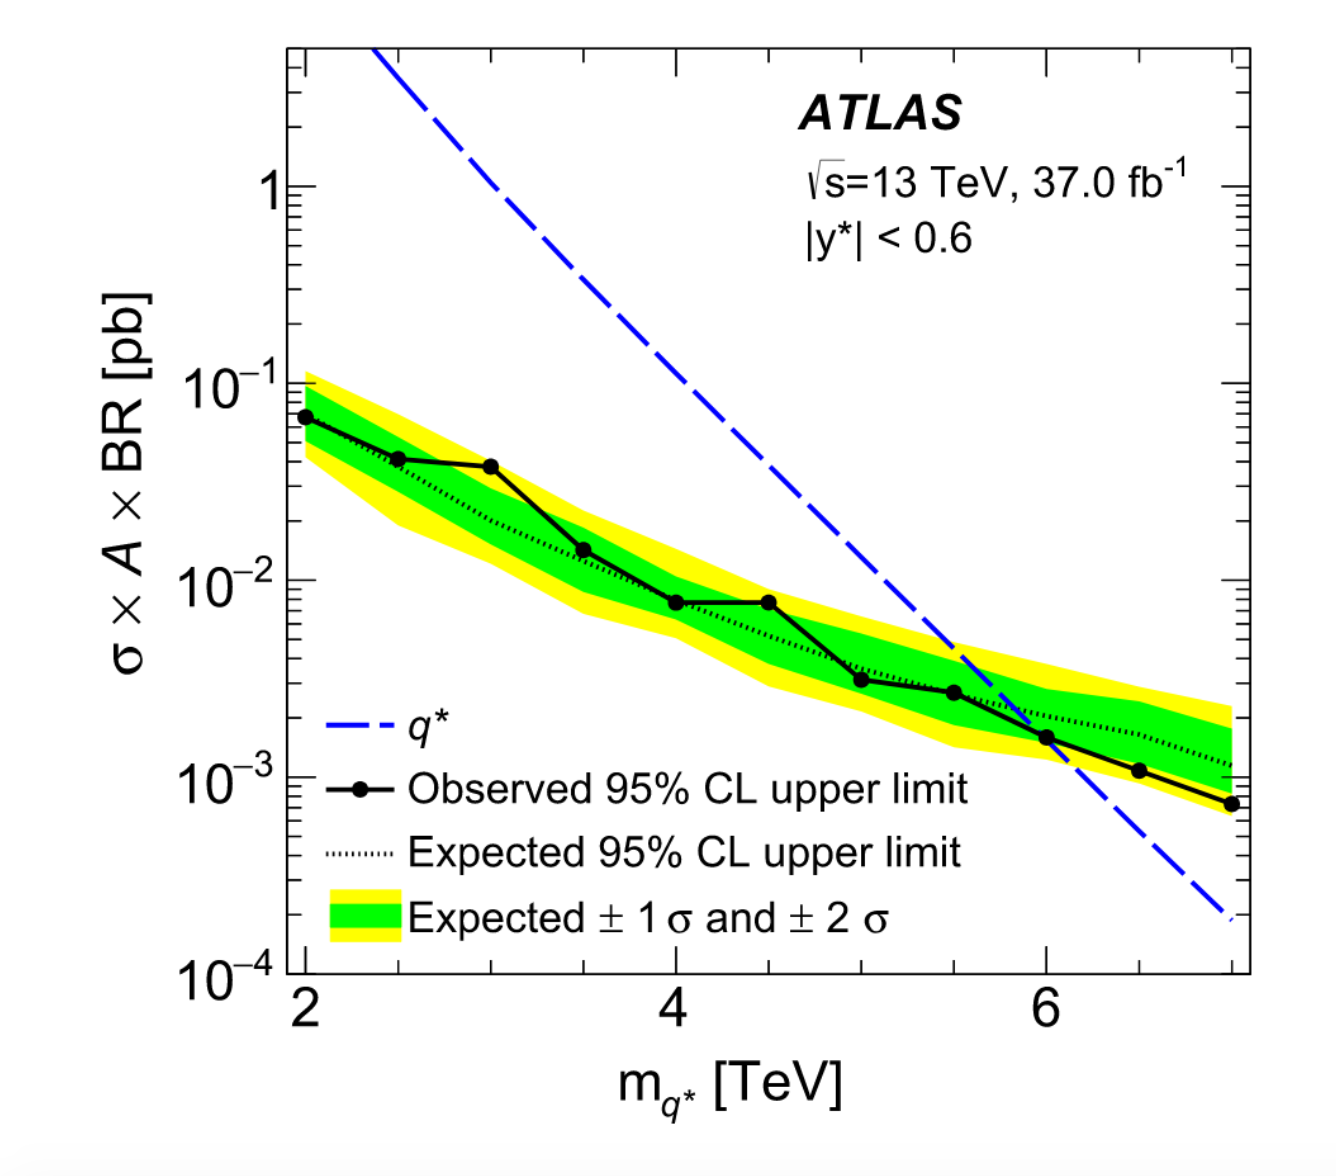 ATLAS
√s=13 TeV, 37.0 fb⁻¹
|y*| < 0.6
σ × A × BR [pb]
1
10⁻¹
10⁻²
10⁻³
10⁻⁴
q*
Observed 95% CL upper limit
Expected 95% CL upper limit
Expected ± 1 σ and ± 2 σ
2 4 6
m_q* [TeV]